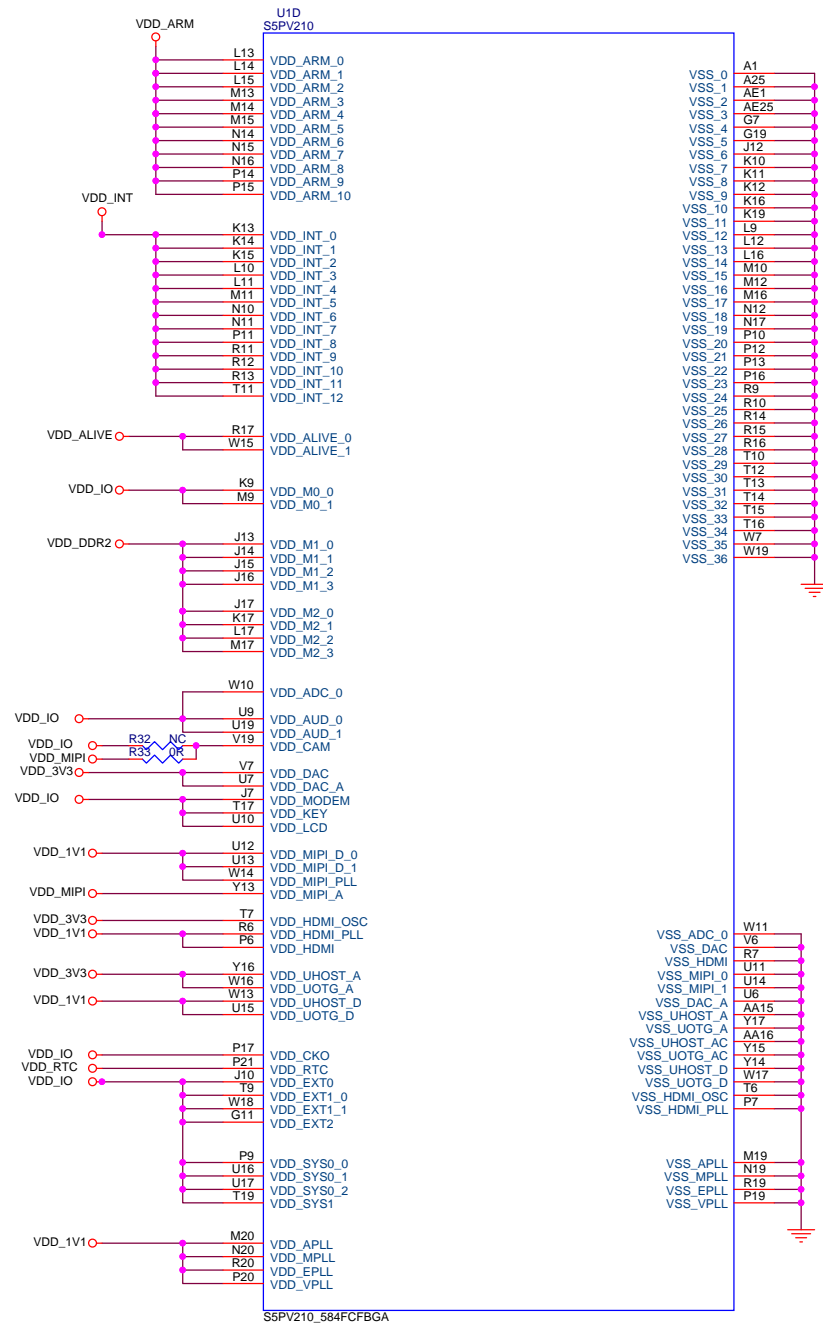 U1D
S5PV210
VDD_ARM
L13 VDD_ARM_0
L14 VDD_ARM_1
L15 VDD_ARM_2
M13 VDD_ARM_3
M14 VDD_ARM_4
M15 VDD_ARM_5
N14 VDD_ARM_6
N15 VDD_ARM_7
N16 VDD_ARM_8
P14 VDD_ARM_9
P15 VDD_ARM_10
VDD_INT
K13 VDD_INT_0
K14 VDD_INT_1
K15 VDD_INT_2
L10 VDD_INT_3
L11 VDD_INT_4
M11 VDD_INT_5
N10 VDD_INT_6
N11 VDD_INT_7
P11 VDD_INT_8
R11 VDD_INT_9
R12 VDD_INT_10
R13 VDD_INT_11
T11 VDD_INT_12
VDD_ALIVE R17 VDD_ALIVE_0
W15 VDD_ALIVE_1
VDD_IO K9 VDD_M0_0
M9 VDD_M0_1
VDD_DDR2 J13 VDD_M1_0
J14 VDD_M1_1
J15 VDD_M1_2
J16 VDD_M1_3
J17 VDD_M2_0
K17 VDD_M2_1
L17 VDD_M2_2
M17 VDD_M2_3
W10 VDD_ADC_0
VDD_IO U9 VDD_AUD_0
U19 VDD_AUD_1
VDD_IO R32 NC V19 VDD_CAM
VDD_MIPI R33 0R
VDD_3V3 V7 VDD_DAC
U7 VDD_DAC_A
VDD_IO J7 VDD_MODEM
T17 VDD_KEY
U10 VDD_LCD
VDD_1V1 U12 VDD_MIPI_D_0
U13 VDD_MIPI_D_1
W14 VDD_MIPI_PLL
VDD_MIPI Y13 VDD_MIPI_A
VDD_3V3 T7 VDD_HDMI_OSC
VDD_1V1 R6 VDD_HDMI_PLL
P6 VDD_HDMI
VDD_3V3 Y16 VDD_UHOST_A
W16 VDD_UOTG_A
VDD_1V1 W13 VDD_UHOST_D
U15 VDD_UOTG_D
VDD_IO P17 VDD_CKO
VDD_RTC P21 VDD_RTC
VDD_IO J10 VDD_EXT0
T9 VDD_EXT1_0
W18 VDD_EXT1_1
G11 VDD_EXT2
P9 VDD_SYS0_0
U16 VDD_SYS0_1
U17 VDD_SYS0_2
T19 VDD_SYS1
VDD_1V1 M20 VDD_APLL
N20 VDD_MPLL
R20 VDD_EPLL
P20 VDD_VPLL
VSS_0 A1
VSS_1 A25
VSS_2 AE1
VSS_3 AE25
VSS_4 G7
VSS_5 G19
VSS_6 J12
VSS_7 K10
VSS_8 K11
VSS_9 K12
VSS_10 K16
VSS_11 K19
VSS_12 L9
VSS_13 L12
VSS_14 L16
VSS_15 M10
VSS_16 M12
VSS_17 M16
VSS_18 N12
VSS_19 N17
VSS_20 P10
VSS_21 P12
VSS_22 P13
VSS_23 P16
VSS_24 R9
VSS_25 R10
VSS_26 R14
VSS_27 R15
VSS_28 R16
VSS_29 T10
VSS_30 T12
VSS_31 T13
VSS_32 T14
VSS_33 T15
VSS_34 T16
VSS_35 W7
VSS_36 W19
VSS_ADC_0 W11
VSS_DAC V6
VSS_HDMI R7
VSS_MIPI_0 U11
VSS_MIPI_1 U14
VSS_DAC_A U6
VSS_UHOST_A AA15
VSS_UOTG_A Y17
VSS_UHOST_AC AA16
VSS_UOTG_AC Y15
VSS_UHOST_D Y14
VSS_UOTG_D W17
VSS_HDMI_OSC T6
VSS_HDMI_PLL P7
VSS_APLL M19
VSS_MPLL N19
VSS_EPLL R19
VSS_VPLL P19
S5PV210_584FCFBGA